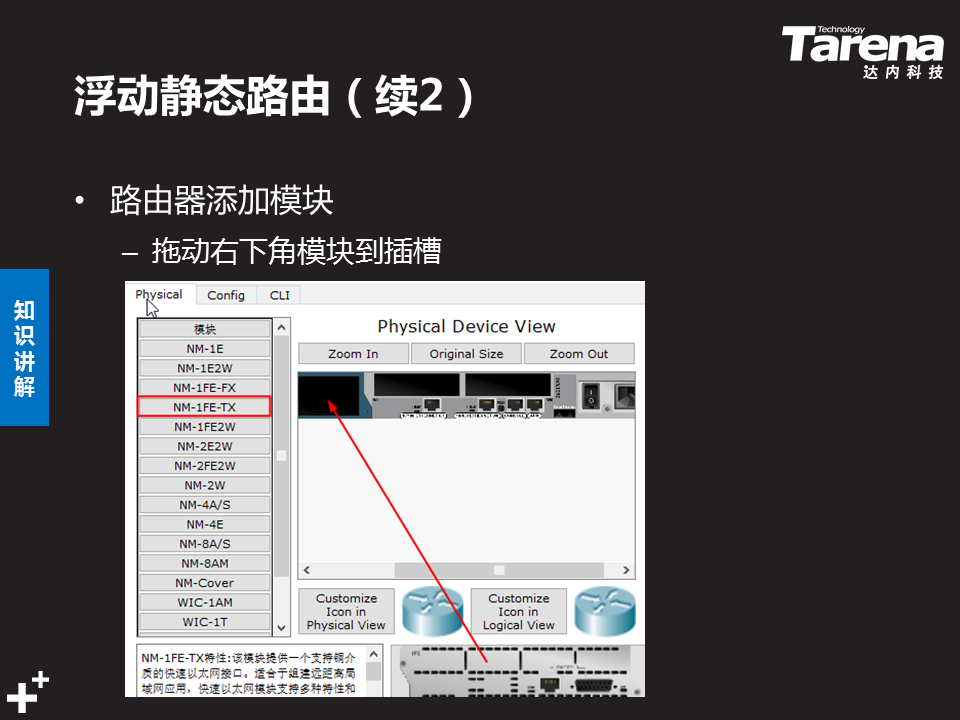 Technology
Tarena
达内科技
浮动静态路由（续2）
• 路由器添加模块
– 拖动右下角模块到插槽
知识讲解
Physical
Config
CLI
模块
NM-1E
NM-1E2W
NM-1FE-FX
NM-1FE-TX
NM-1FE2W
NM-2E2W
NM-2FE2W
NM-2W
NM-4A/S
NM-4E
NM-8A/S
NM-8AM
NM-Cover
WIC-1AM
WIC-1T
Physical Device View
Zoom In
Original Size
Zoom Out
Customize
Icon in
Physical View
Customize
Icon in
Logical View
NM-1FE-TX特性:该模块提供一个支持铜介
质的快速以太网接口。适合于组建远距离局
域网应用，快速以太网模块支持多种特性和